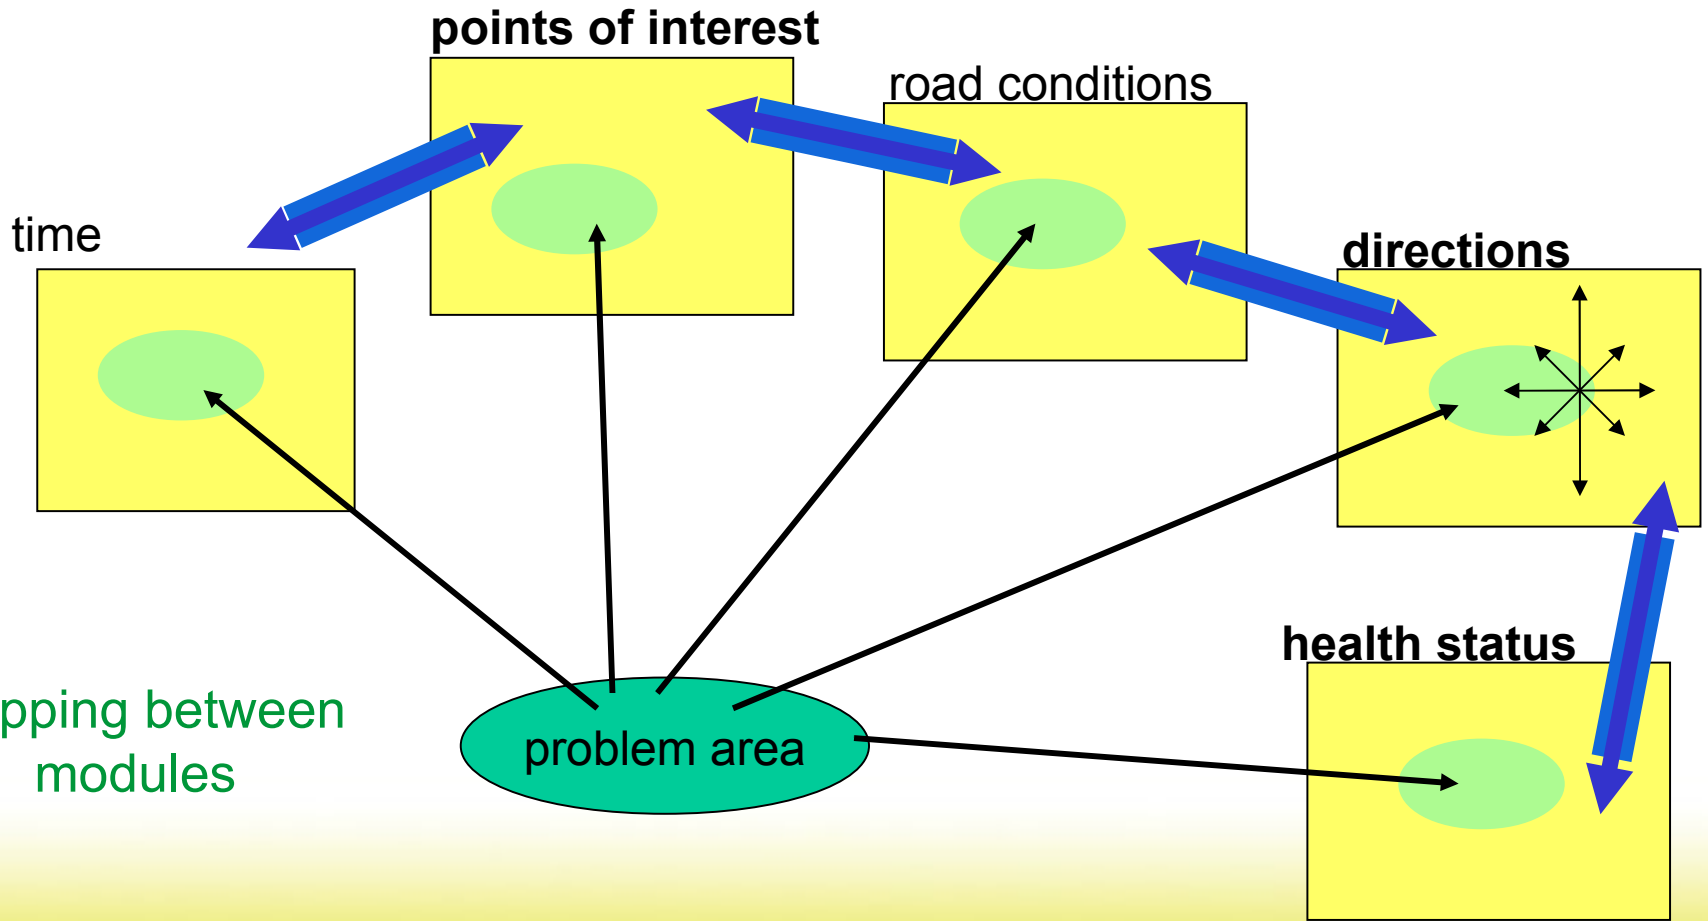 points of interest
road conditions
time
directions
health status
pping between
modules
problem area